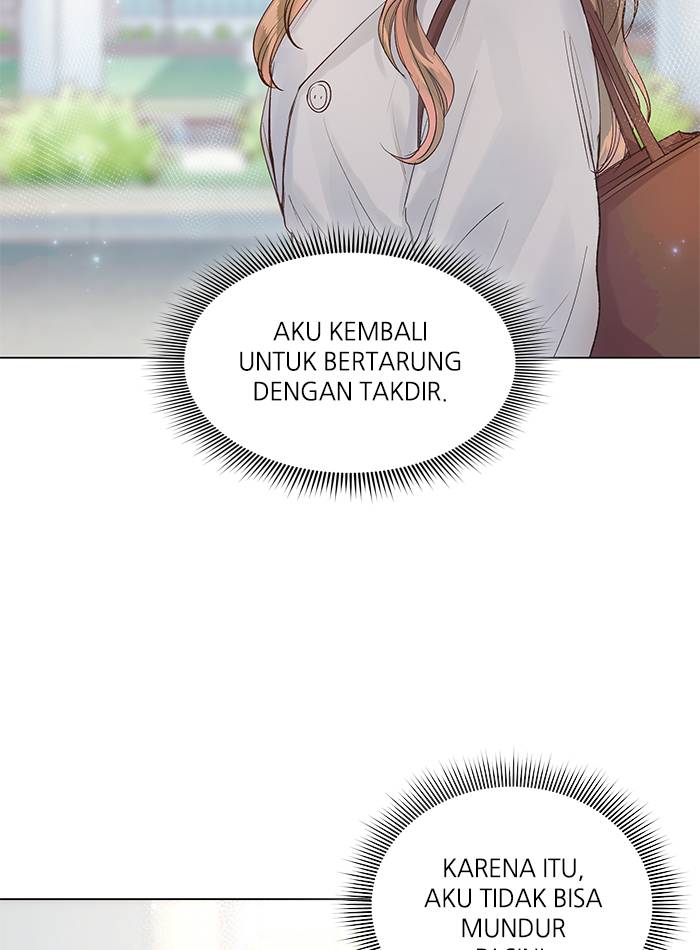 AKU KEMBALI
UNTUK BERTARUNG
DENGAN TAKDIR.
KARENA ITU,
AKU TIDAK BISA
MUNDUR